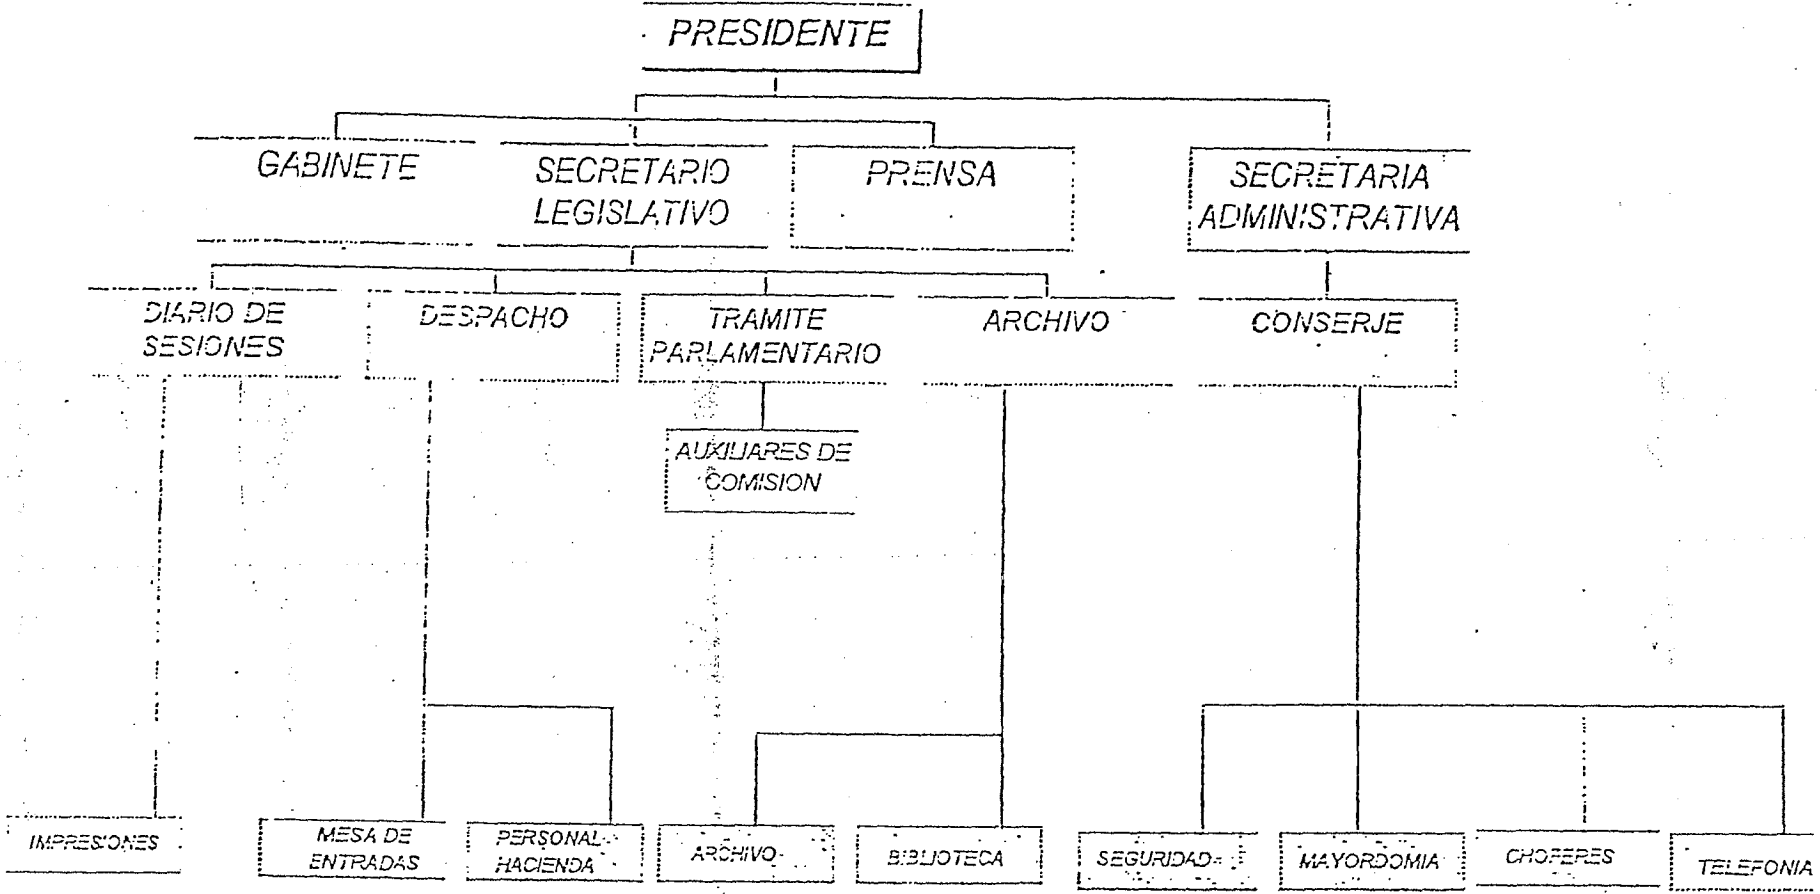 PRESIDENTE
GABINETE
SECRETARIO
LEGISLATIVO
PRENSA
SECRETARIA
ADMINISTRATIVA
DIARIO DE
SESIONES
DESPACHO
TRAMITE
PARLAMENTARIO
ARCHIVO
CONSERJE
AUXILIARES DE
COMISION
IMPRESIONES
MESA DE
ENTRADAS
PERSONAL
HACIENDA
ARCHIVO
BIBLIOTECA
SEGURIDAD
MAYORDOMIA
CHOFERES
TELEFONIA